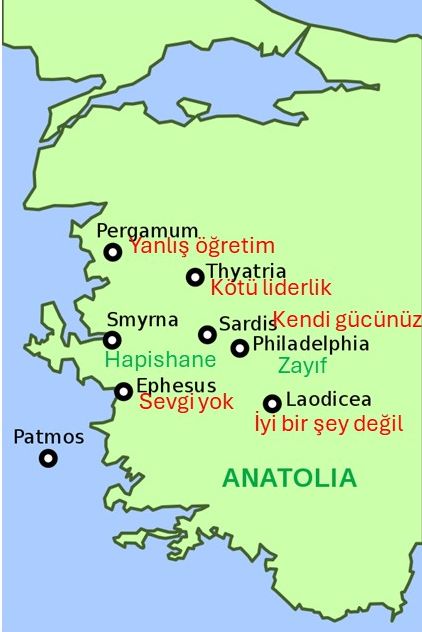 Pergamum
Yanlış öğretim
Thyatria
Kötü liderlik
Smyrna
Sardis
Kendi gücünüz
Philadelphia
Hapishane
Zayıf
Ephesus
Sevgi yok
Laodicea
İyi bir şey değil
Patmos
ANATOLIA